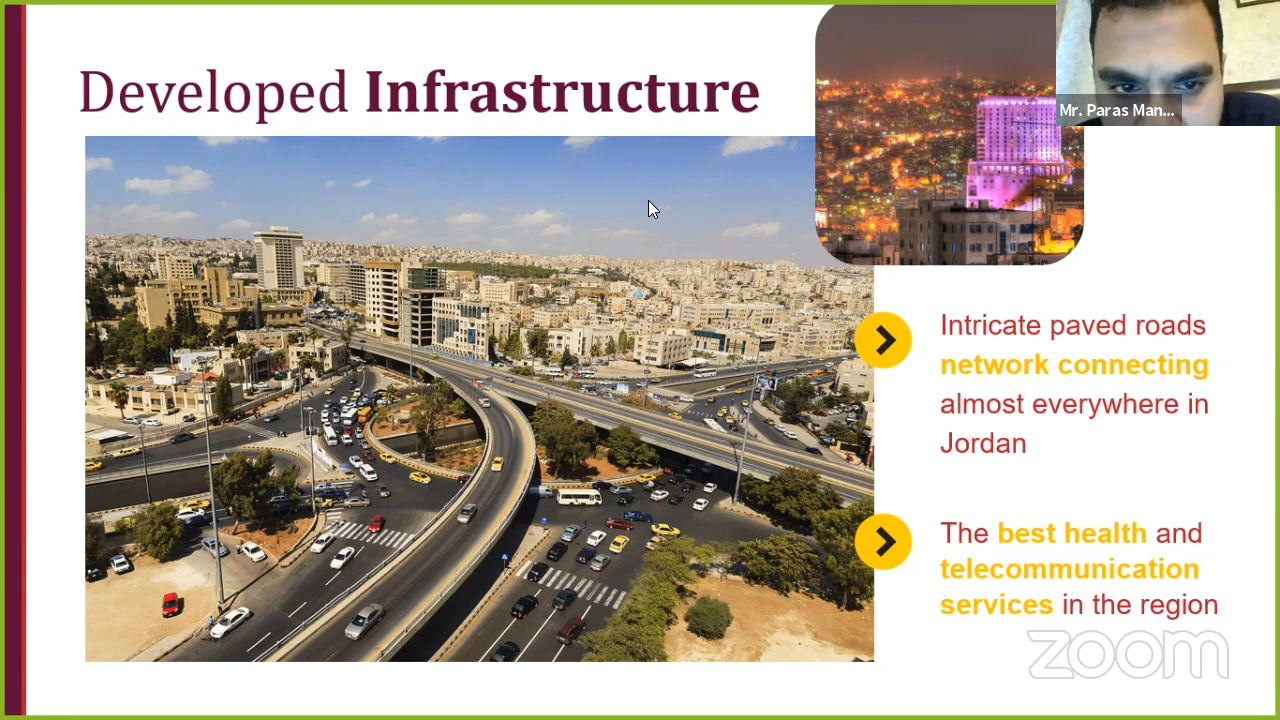 Developed Infrastructure
Mr. Paras Man...
Intricate paved roads
network connecting
almost everywhere in
Jordan
The best health and
telecommunication
services in the region
zoom